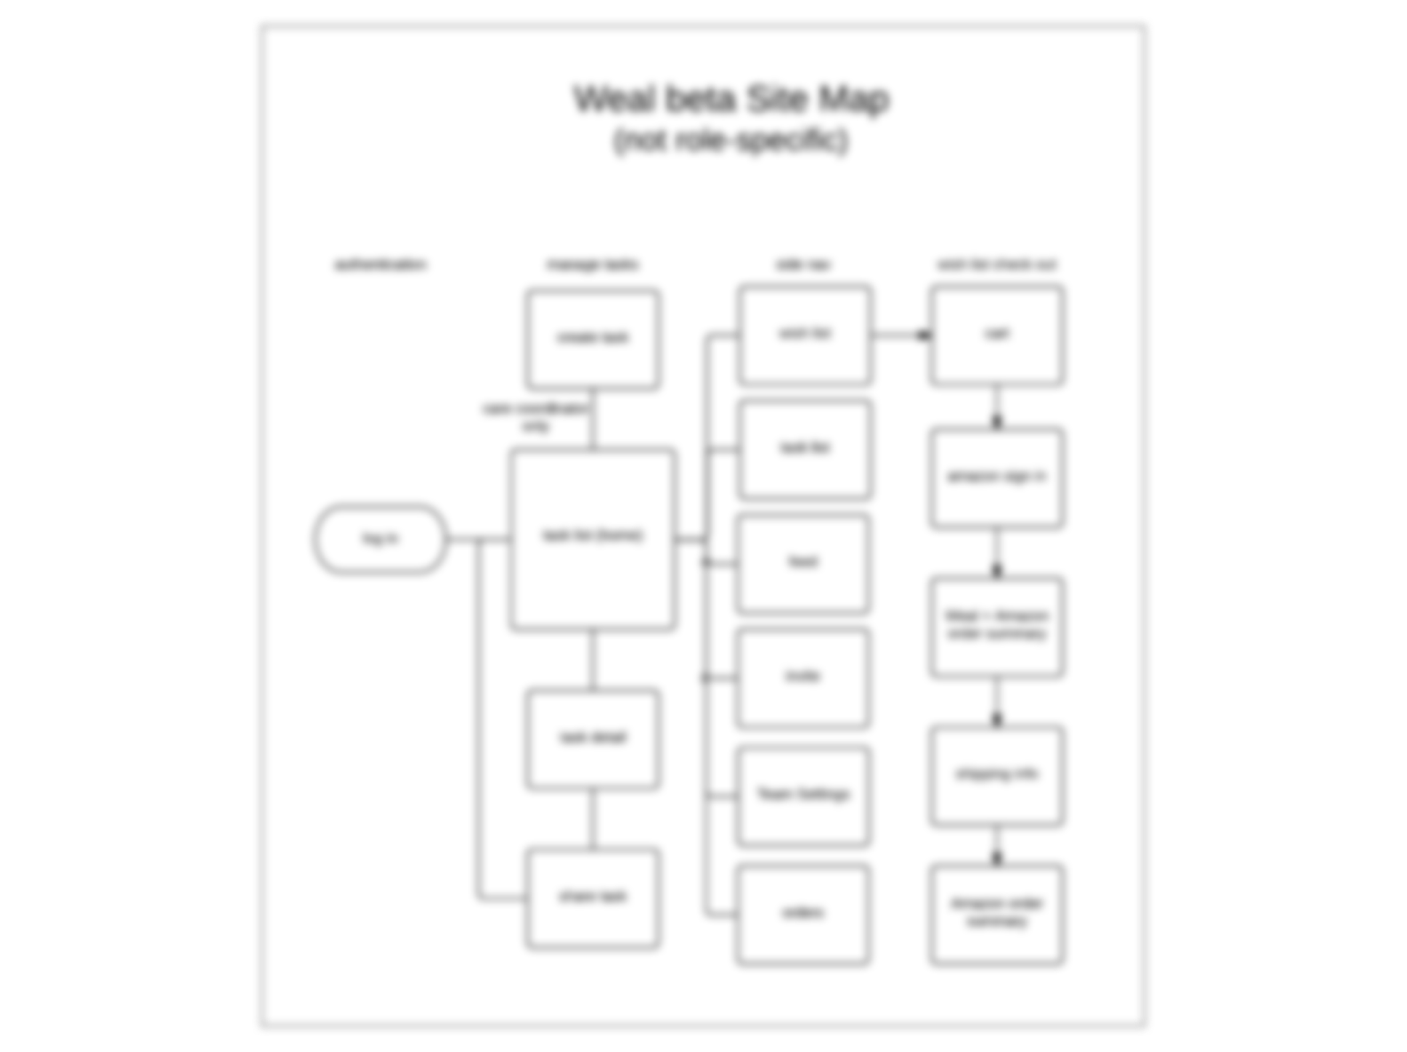 Weal beta Site Map
(not role-specific)
authentication
manage tasks
side nav
wish list check out
create task
wish list
cart
care coordinator
only
task list
amazon sign in
log in
task list (home)
feed
Weal + Amazon
order summary
invite
task detail
shipping info
Team Settings
share task
orders
Amazon order
summary